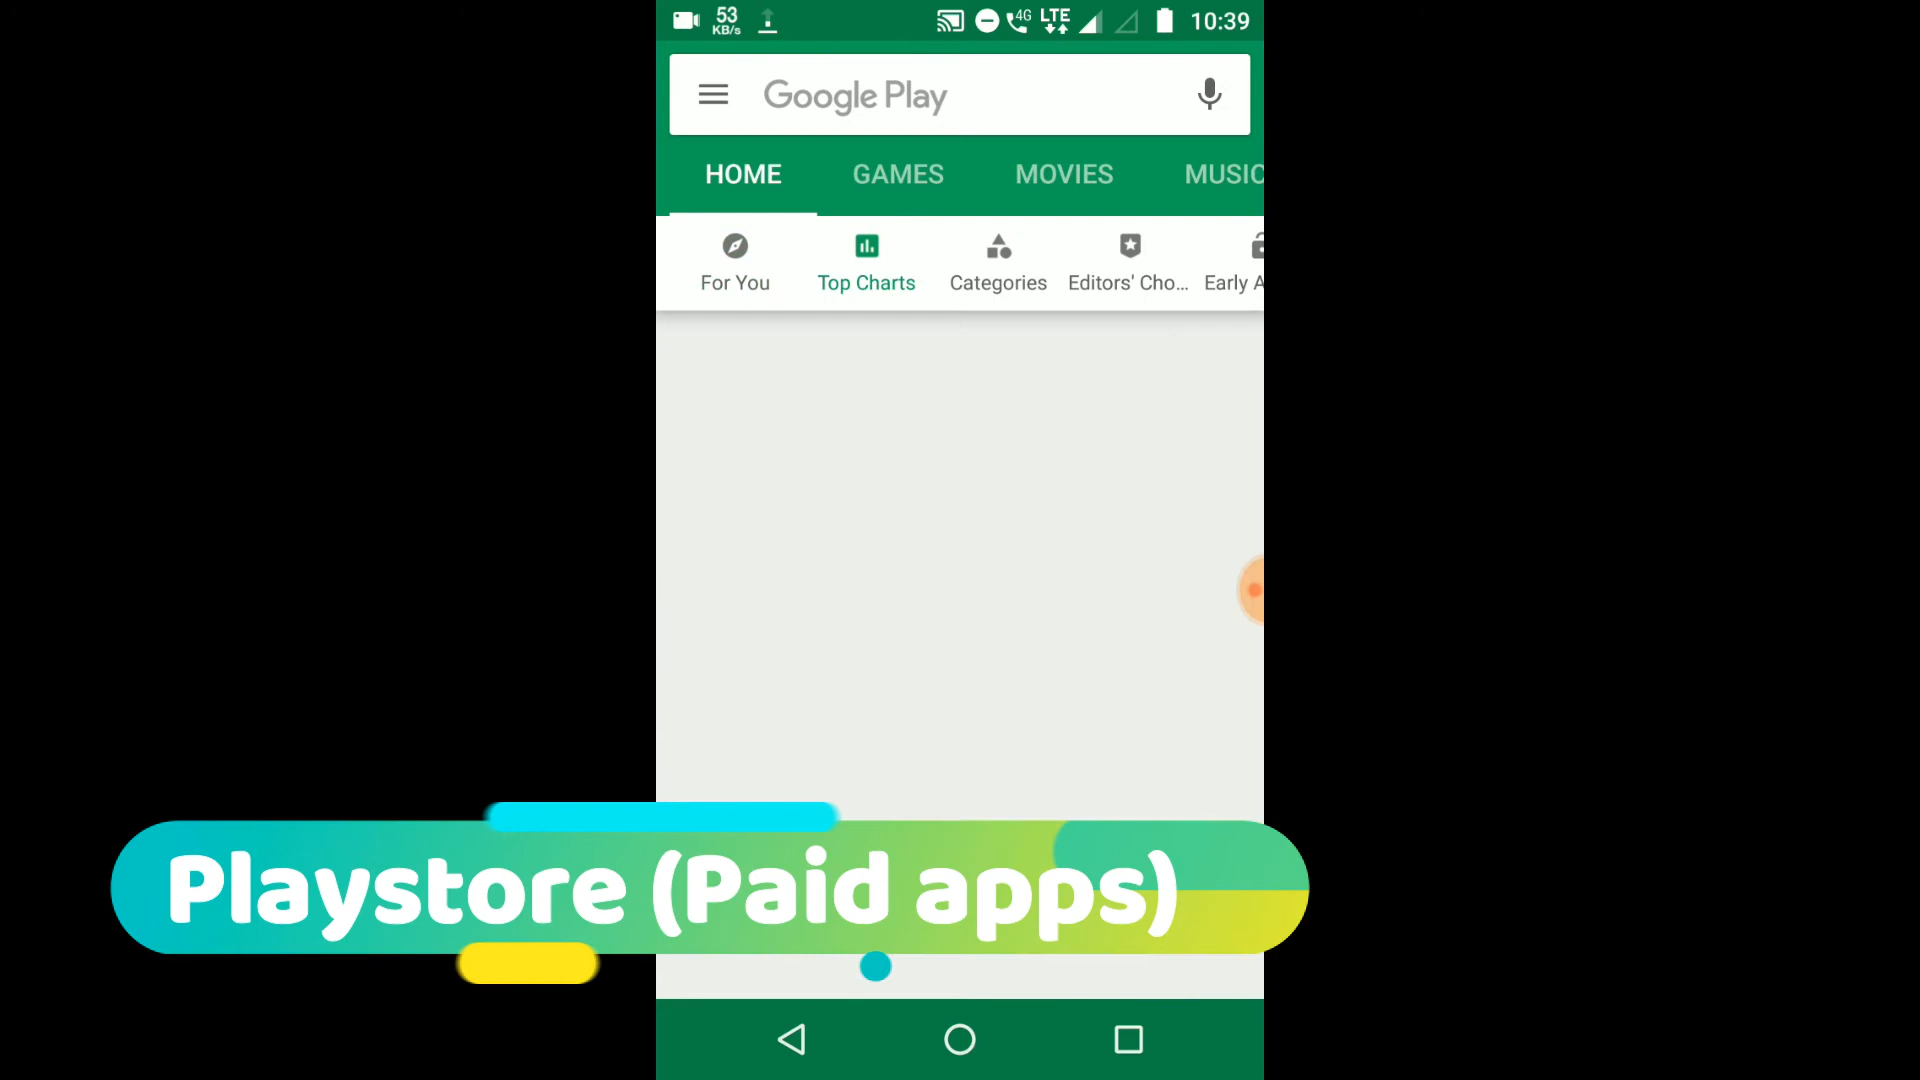 53
KB/s
4G
LTE
10:39
Google Play
HOME GAMES MOVIES MUSIC
For You Top Charts Categories Editors' Cho... Early A
Playstore (Paid apps)